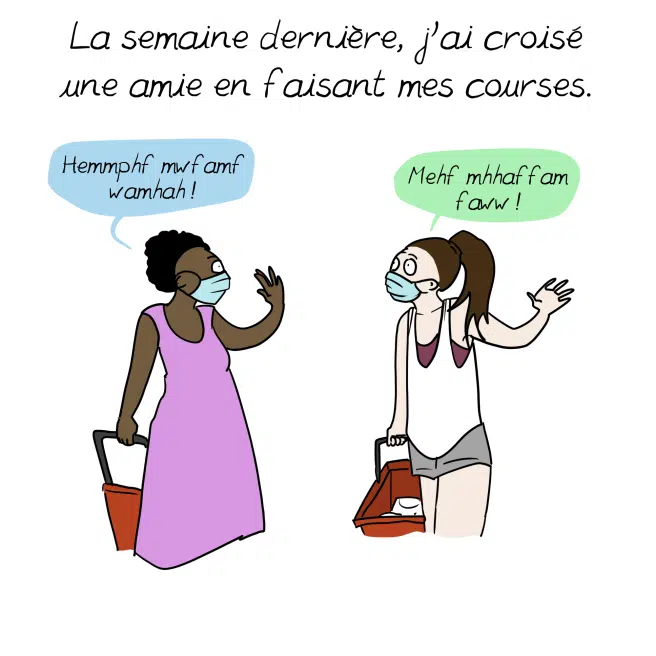 La semaine dernière, j'ai croisé
une amie en faisant mes courses.
Hemmphf mwfamf
wamhah !
Mehf mhhaffam
faww !